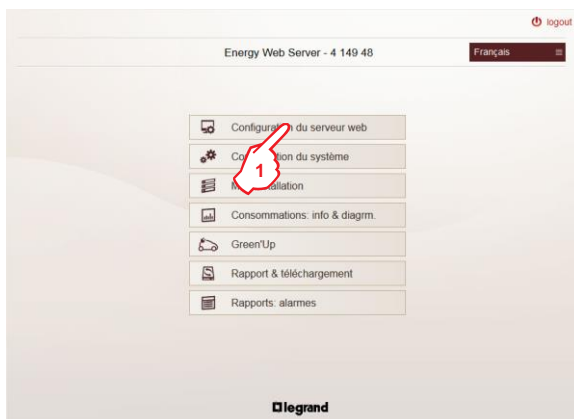 logout
Energy Web Server - 4 149 48
Français
Configuration du serveur web
1
du système
Consommations: info & diagrm.
Green'Up
Rapport & téléchargement
Rapports: alarmes
legrand